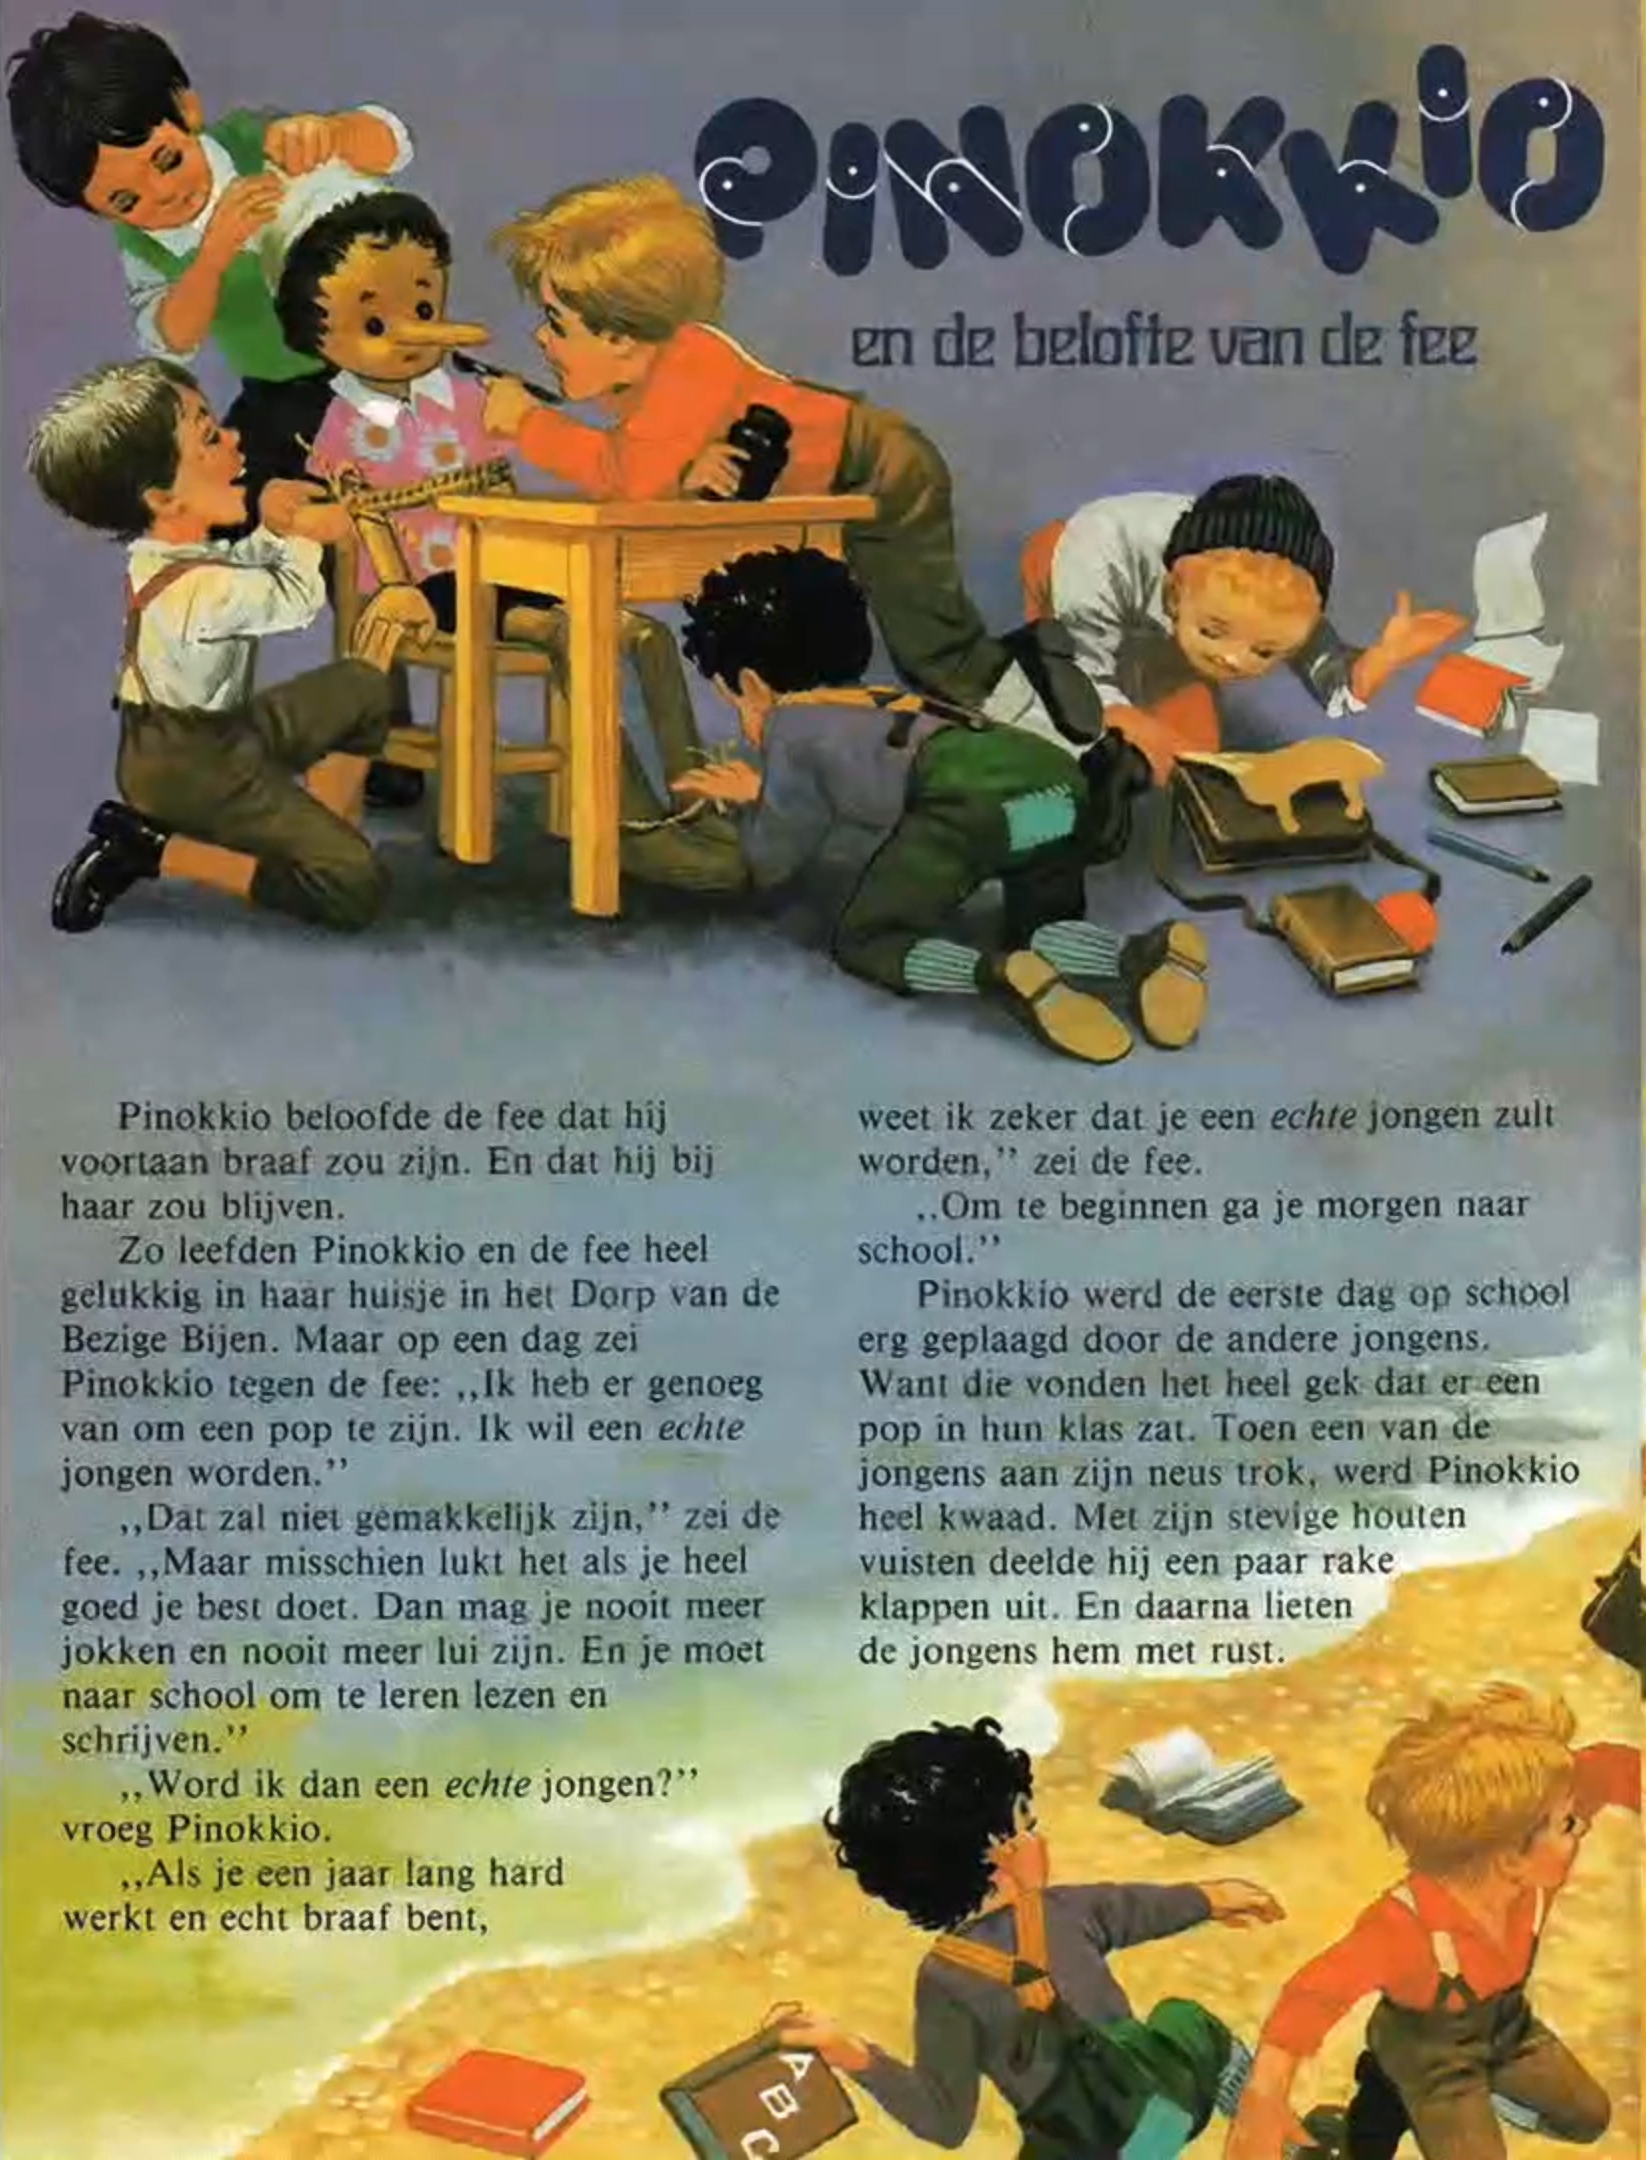 PINOKKIO
en de belofte van de fee
Pinokkio beloofde de fee dat hij
voortaan braaf zou zijn. En dat hij bij
haar zou blijven.
Zo leefden Pinokkio en de fee heel
gelukkig in haar huisje in het Dorp van de
Bezige Bijen. Maar op een dag zei
Pinokkio tegen de fee: ,,Ik heb er genoeg
van om een pop te zijn. Ik wil een echte
jongen worden.''
,,Dat zal niet gemakkelijk zijn,'' zei de
fee. ,,Maar misschien lukt het als je heel
goed je best doet. Dan mag je nooit meer
jokken en nooit meer lui zijn. En je moet
naar school om te leren lezen en
schrijven.''
,,Word ik dan een echte jongen?''
vroeg Pinokkio.
,,Als je een jaar lang hard
werkt en echt braaf bent,
weet ik zeker dat je een echte jongen zult
worden,'' zei de fee.
,,Om te beginnen ga je morgen naar
school.''
Pinokkio werd de eerste dag op school
erg geplaagd door de andere jongens.
Want die vonden het heel gek dat er een
pop in hun klas zat. Toen een van de
jongens aan zijn neus trok, werd Pinokkio
heel kwaad. Met zijn stevige houten
vuisten deelde hij een paar rake
klappen uit. En daarna lieten
de jongens hem met rust.
A
B
C